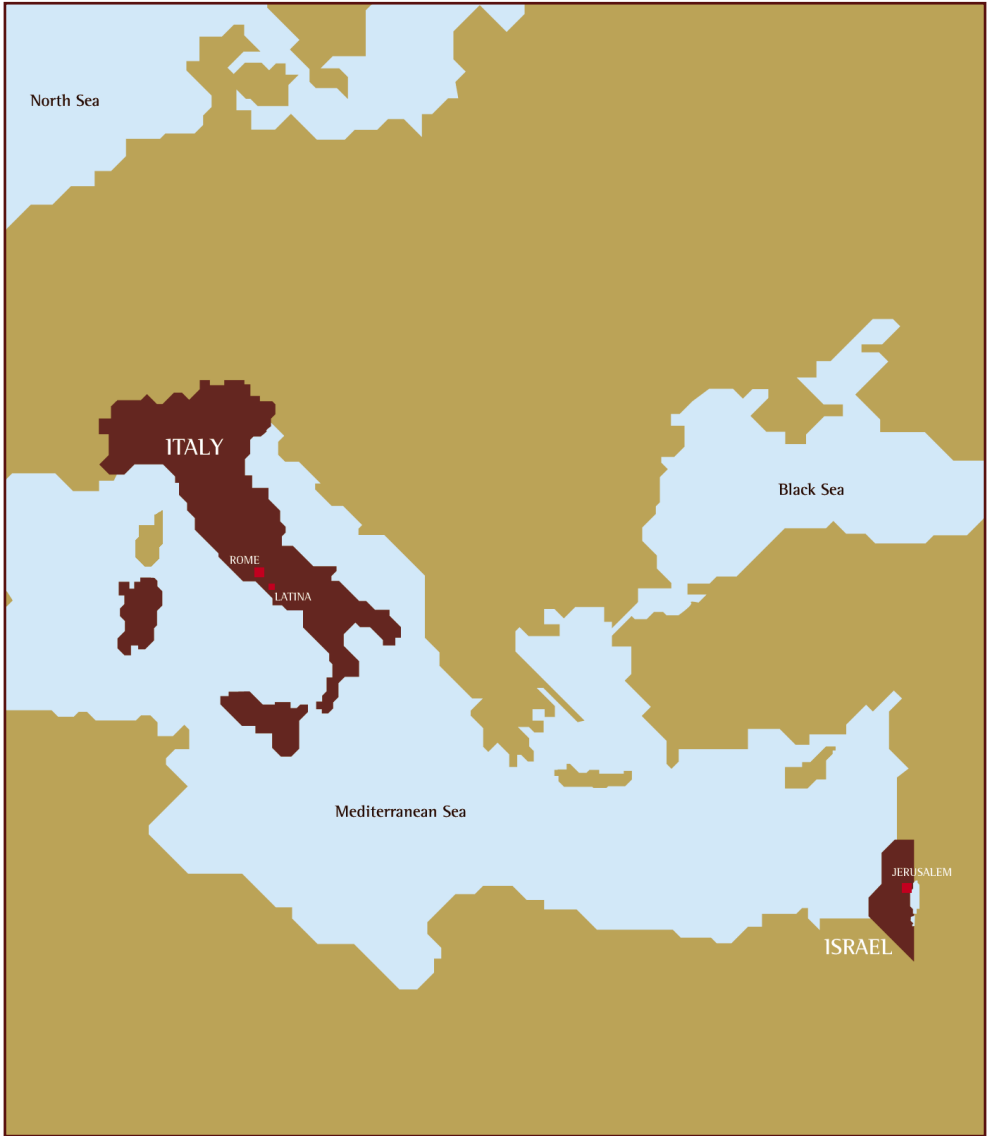 North Sea
ITALY
Black Sea
ROME
LATINA
Mediterranean Sea
JERUSALEM
ISRAEL